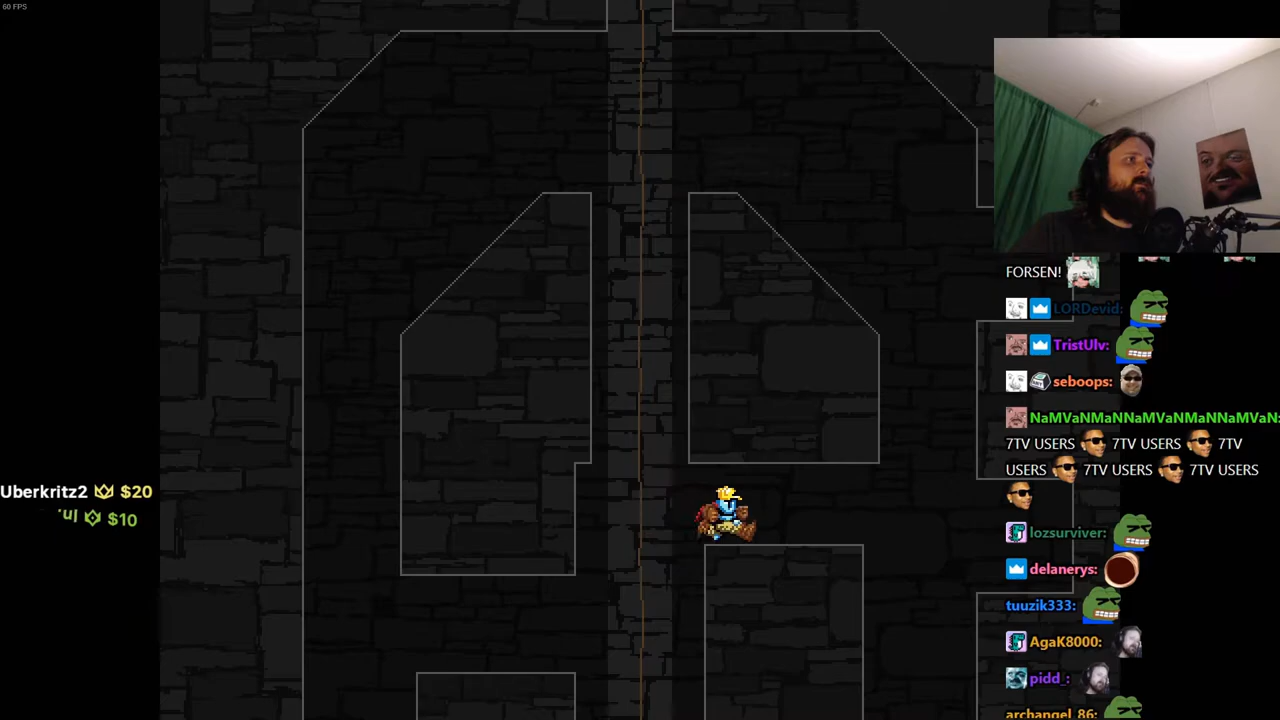 60 FPS
FORSEN!
LORDevid:
TristUlv:
seboops:
NaMVaNMaNNaMVaNMaNNaMVaN:
7TV USERS 7TV USERS 7TV
USERS 7TV USERS 7TV USERS
Uberkritz2 $20
$10
lozsurviver:
delanerys:
tuuzik333:
AgaK8000:
pidd_:
archangel_86: